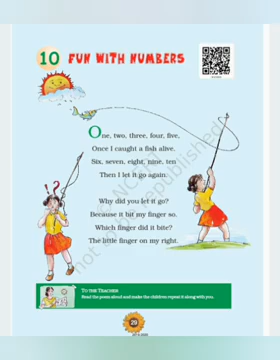 10 FUN WITH NUMBERS
One, two, three, four, five,
Once I caught a fish alive.
Six, seven, eight, nine, ten
Then I let it go again.
Why did you let it go?
Because it bit my finger so.
Which finger did it bite?
The little finger on my right.
TO THE TEACHER
Read the poem aloud and make the children repeat it along with you.
29